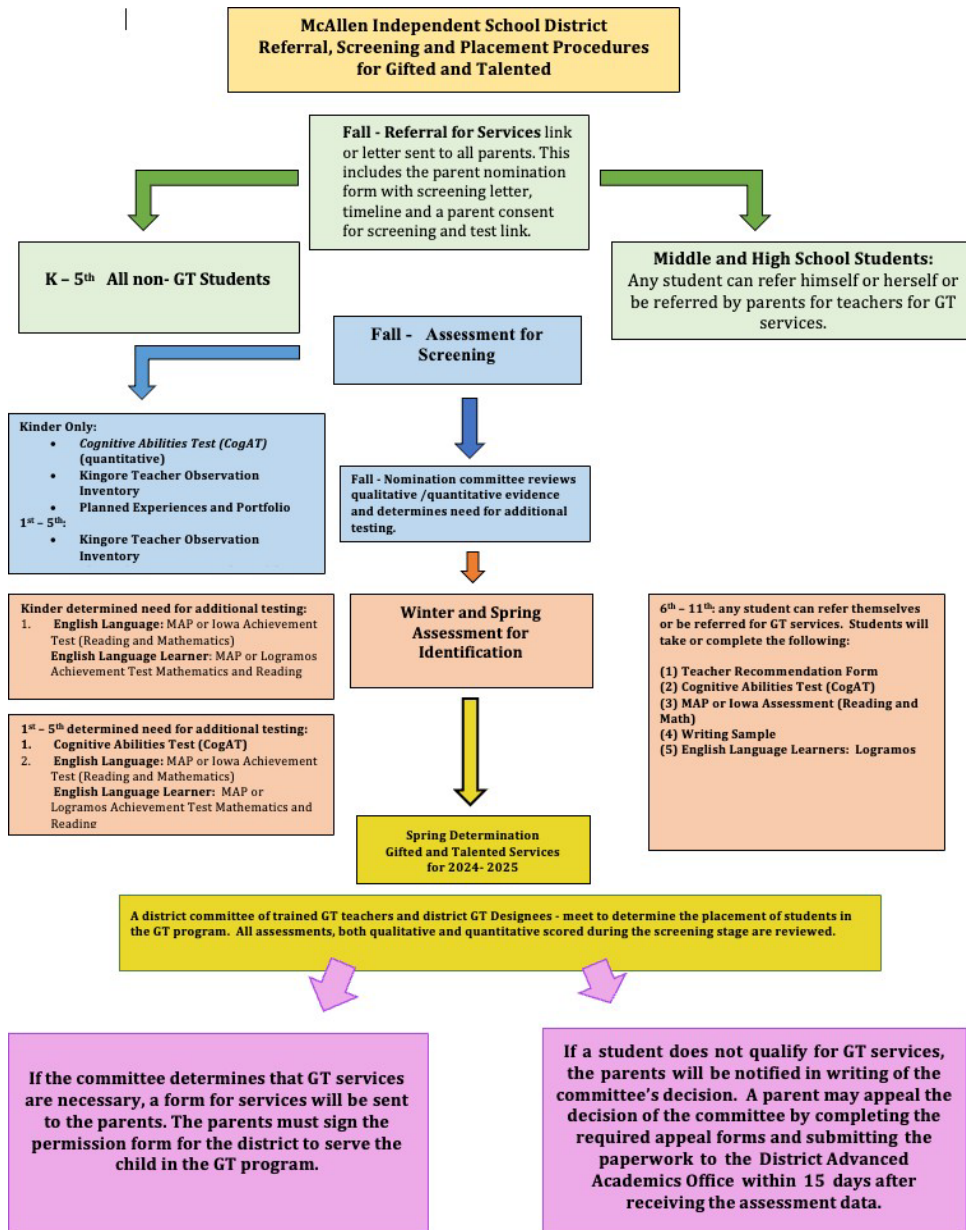 McAllen Independent School District
Referral, Screening and Placement Procedures
for Gifted and Talented
Fall - Referral for Services link
or letter sent to all parents. This
includes the parent nomination
form with screening letter,
timeline and a parent consent
for screening and test link.
K – 5th All non- GT Students
Middle and High School Students:
Any student can refer himself or herself or
be referred by parents for teachers for GT
services.
Fall - Assessment for
Screening
Kinder Only:
• Cognitive Abilities Test (CogAT)
(quantitative)
• Kingore Teacher Observation
Inventory
• Planned Experiences and Portfolio
1st – 5th:
• Kingore Teacher Observation
Inventory
Fall - Nomination committee reviews
qualitative /quantitative evidence
and determines need for additional
testing.
Kinder determined need for additional testing:
1. English Language: MAP or Iowa Achievement
Test (Reading and Mathematics)
English Language Learner: MAP or Logramos
Achievement Test Mathematics and Reading
Winter and Spring
Assessment for
Identification
6th – 11th: any student can refer themselves
or be referred for GT services. Students will
take or complete the following:
(1) Teacher Recommendation Form
(2) Cognitive Abilities Test (CogAT)
(3) MAP or Iowa Assessment (Reading and
Math)
(4) Writing Sample
(5) English Language Learners: Logramos
1st – 5th determined need for additional testing:
1. Cognitive Abilities Test (CogAT)
2. English Language: MAP or Iowa Achievement
Test (Reading and Mathematics)
English Language Learner: MAP or
Logramos Achievement Test Mathematics and
Reading
Spring Determination
Gifted and Talented Services
for 2024- 2025
A district committee of trained GT teachers and district GT Designees - meet to determine the placement of students in
the GT program. All assessments, both qualitative and quantitative scored during the screening stage are reviewed.
If the committee determines that GT services
are necessary, a form for services will be sent
to the parents. The parents must sign the
permission form for the district to serve the
child in the GT program.
If a student does not qualify for GT services,
the parents will be notified in writing of the
committee's decision. A parent may appeal the
decision of the committee by completing the
required appeal forms and submitting the
paperwork to the District Advanced
Academics Office within 15 days after
receiving the assessment data.